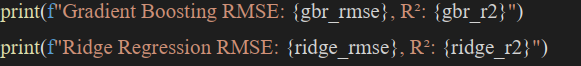 print(f"Gradient Boosting RMSE: {gbr_rmse}, R²: {gbr_r2}")
print(f"Ridge Regression RMSE: {ridge_rmse}, R²: {ridge_r2}")